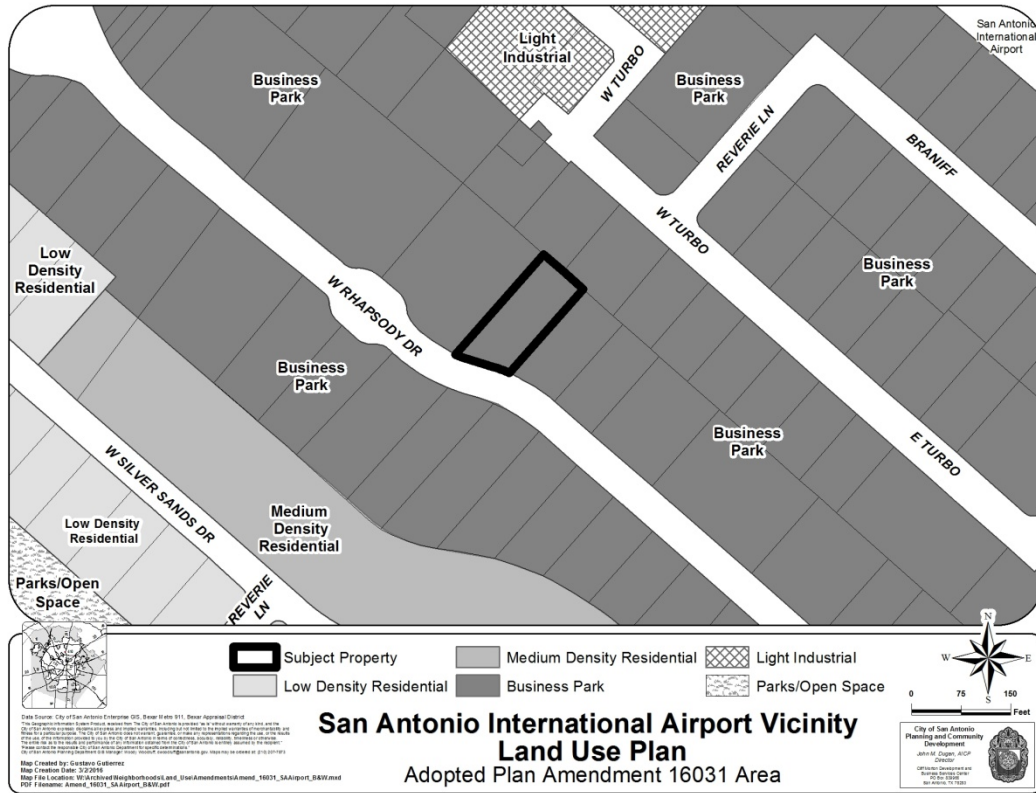 San Antonio
International
Airport
Light
Industrial
W TURBO
Business
Park
Business
Park
REVERIE LN
BRANIFF
Low
Density
Residential
W TURBO
Business
Park
W RHAPSODY DR
Business
Park
Business
Park
E TURBO
W SILVER SANDS DR
Medium
Density
Residential
Low Density
Residential
Parks/Open
Space
REVERIE
LN
Subject Property
Medium Density Residential
Light Industrial
Low Density Residential
Business Park
Parks/Open Space
N
W
E
S
0 75 150
Feet
Data Source: City of San Antonio Enterprise GIS, Bexar Metro 911, Bexar Appraisal District
Map Created by: Gustavo Gutierrez
Map Creation Date: 3/2/2016
PDF Filename: Amend_16031_SAAirport_B&W.pdf
San Antonio International Airport Vicinity
Land Use Plan
Adopted Plan Amendment 16031 Area
City of San Antonio
Planning and Community
Development
John M. Dugan, AICP
Director